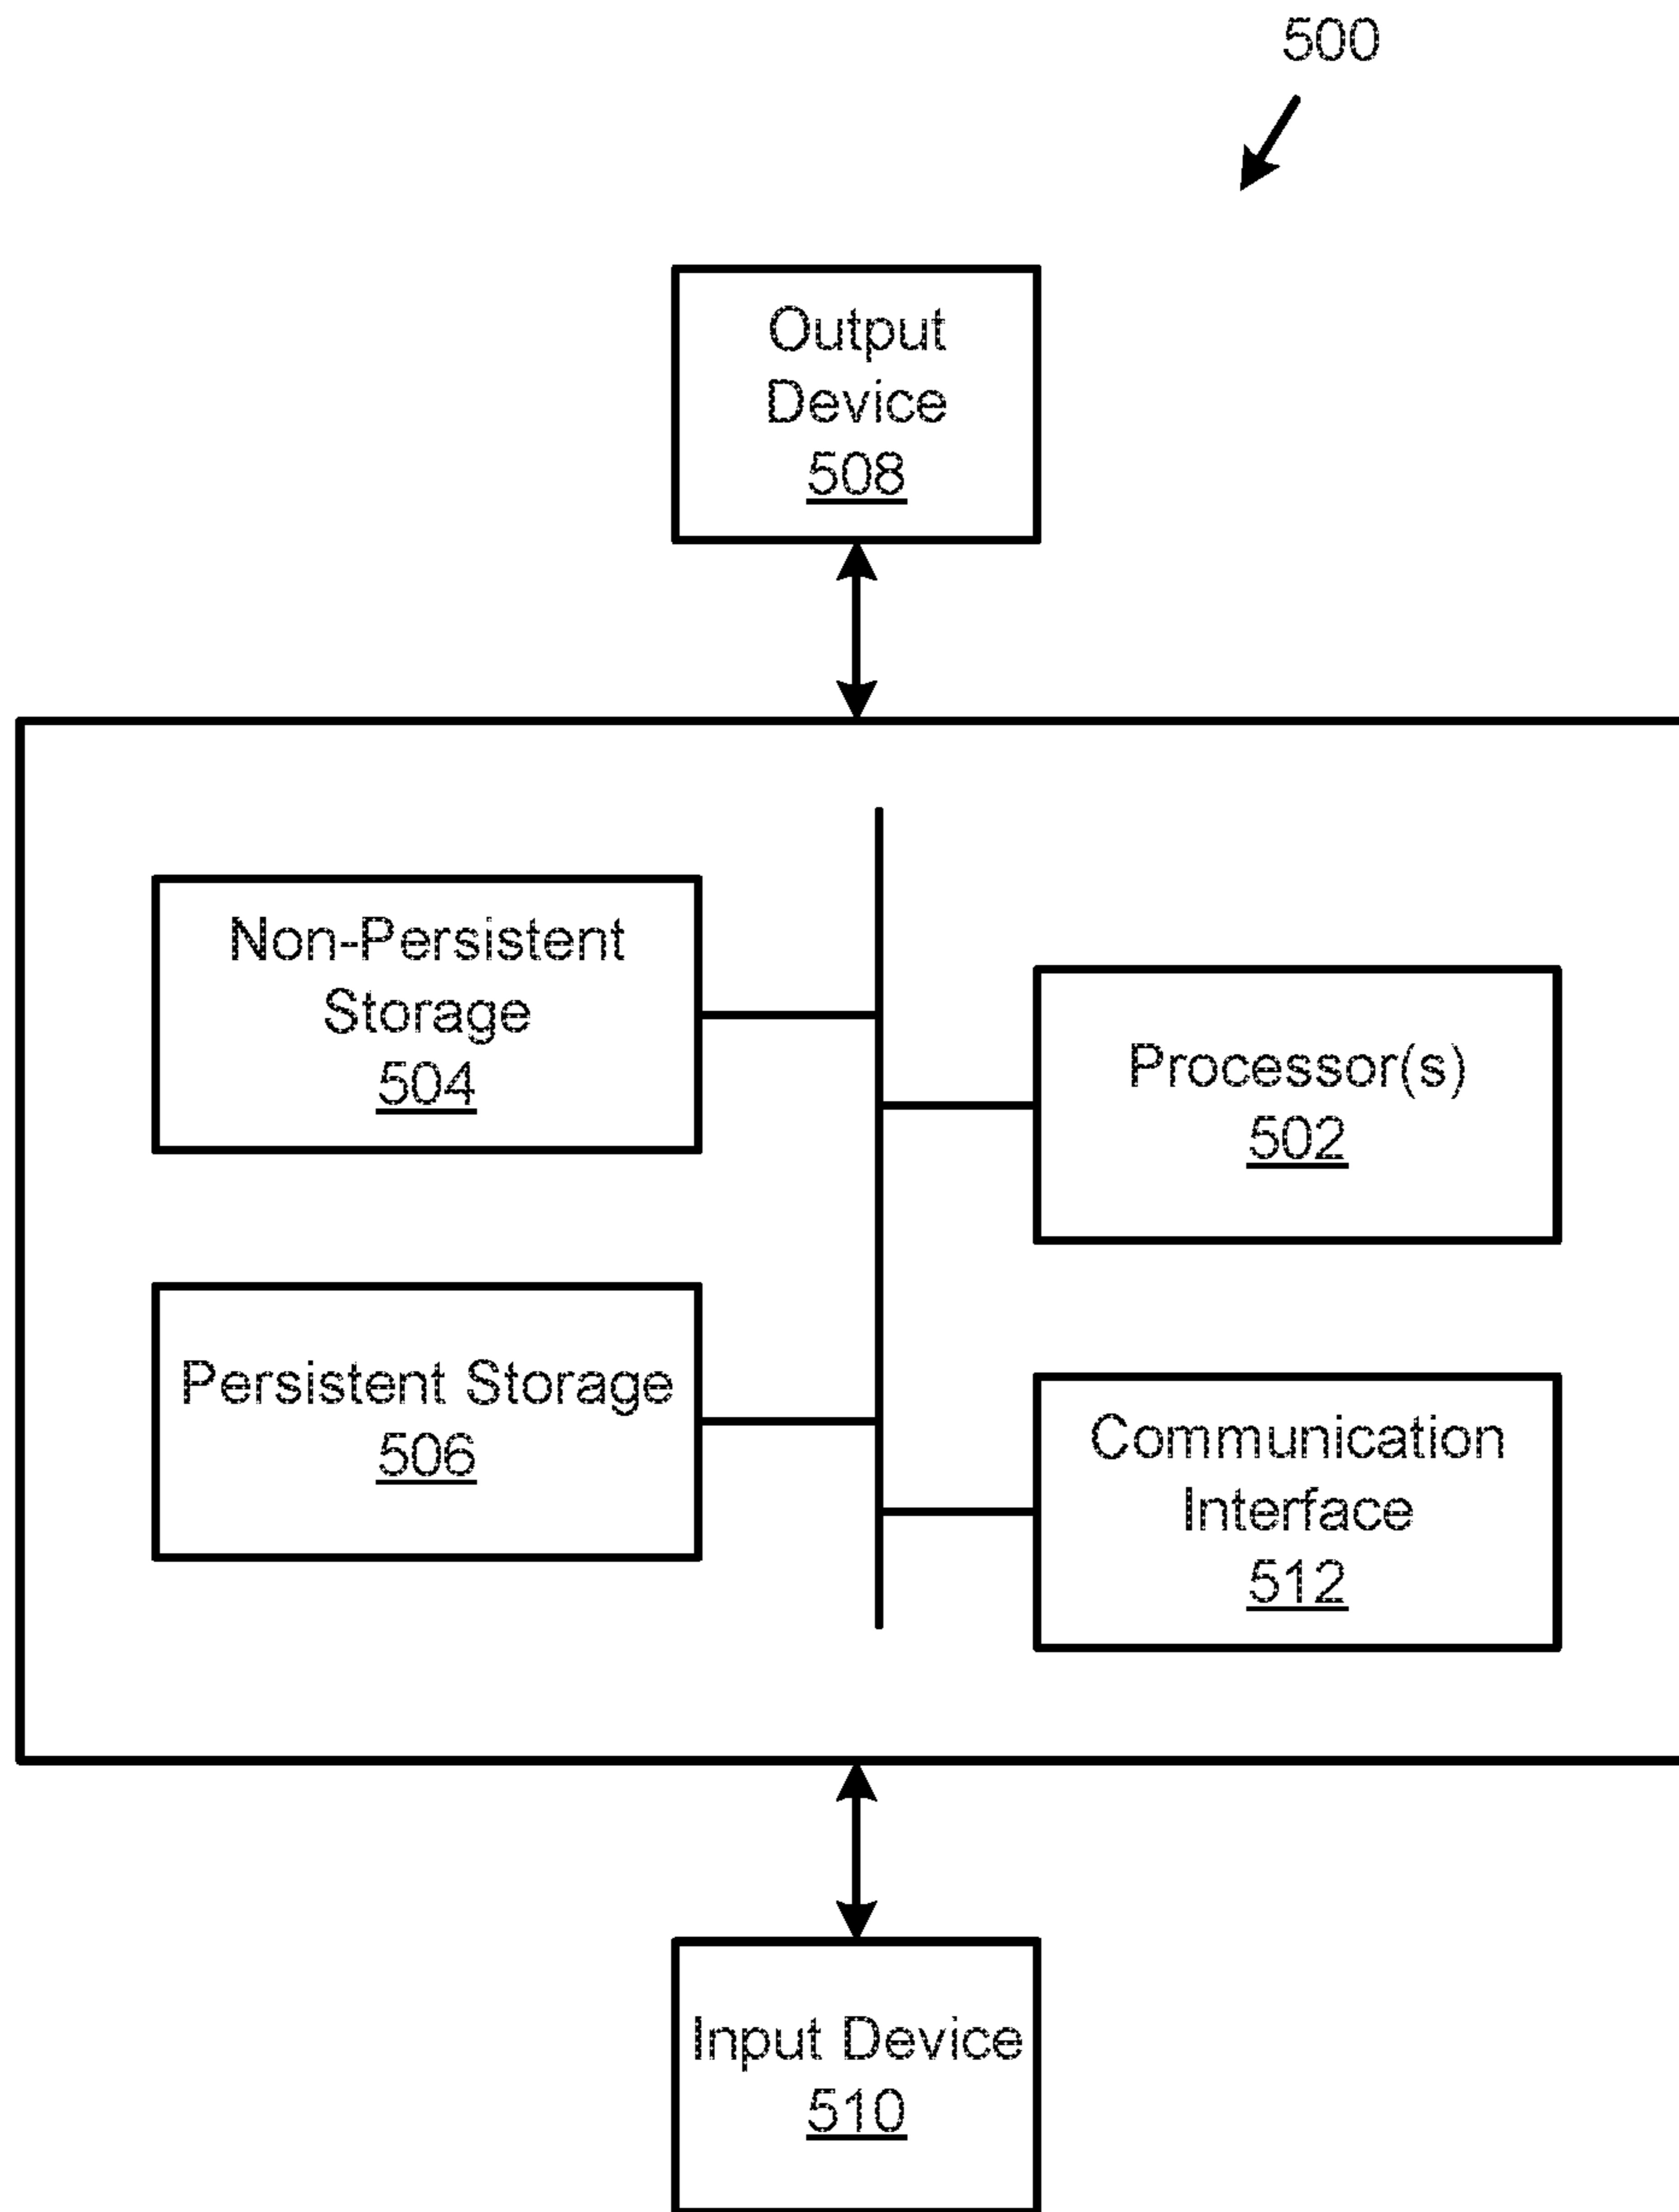 500
Output
Device
508
Non-Persistent
Storage
504
Processor(s)
502
Persistent Storage
506
Communication
Interface
512
Input Device
510